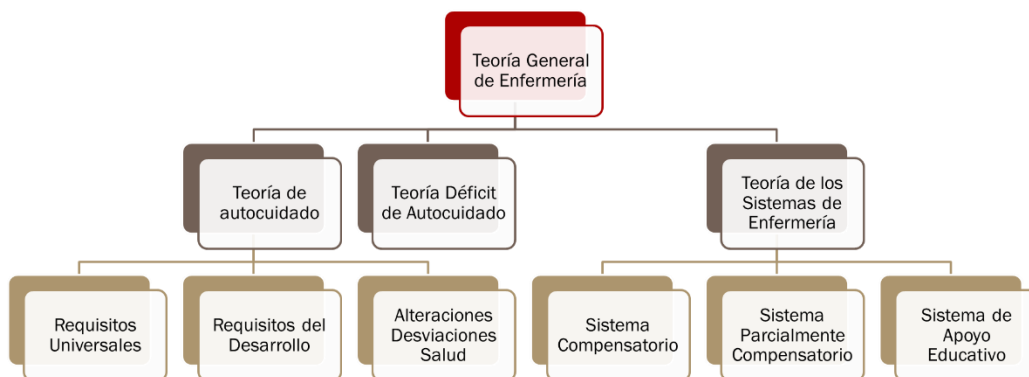 Teoría General
de Enfermería
Teoría de
autocuidado
Teoría Déficit
de Autocuidado
Teoría de los
Sistemas de
Enfermería
Requisitos
Universales
Requisitos del
Desarrollo
Alteraciones
Desviaciones
Salud
Sistema
Compensatorio
Sistema
Parcialmente
Compensatorio
Sistema de
Apoyo
Educativo